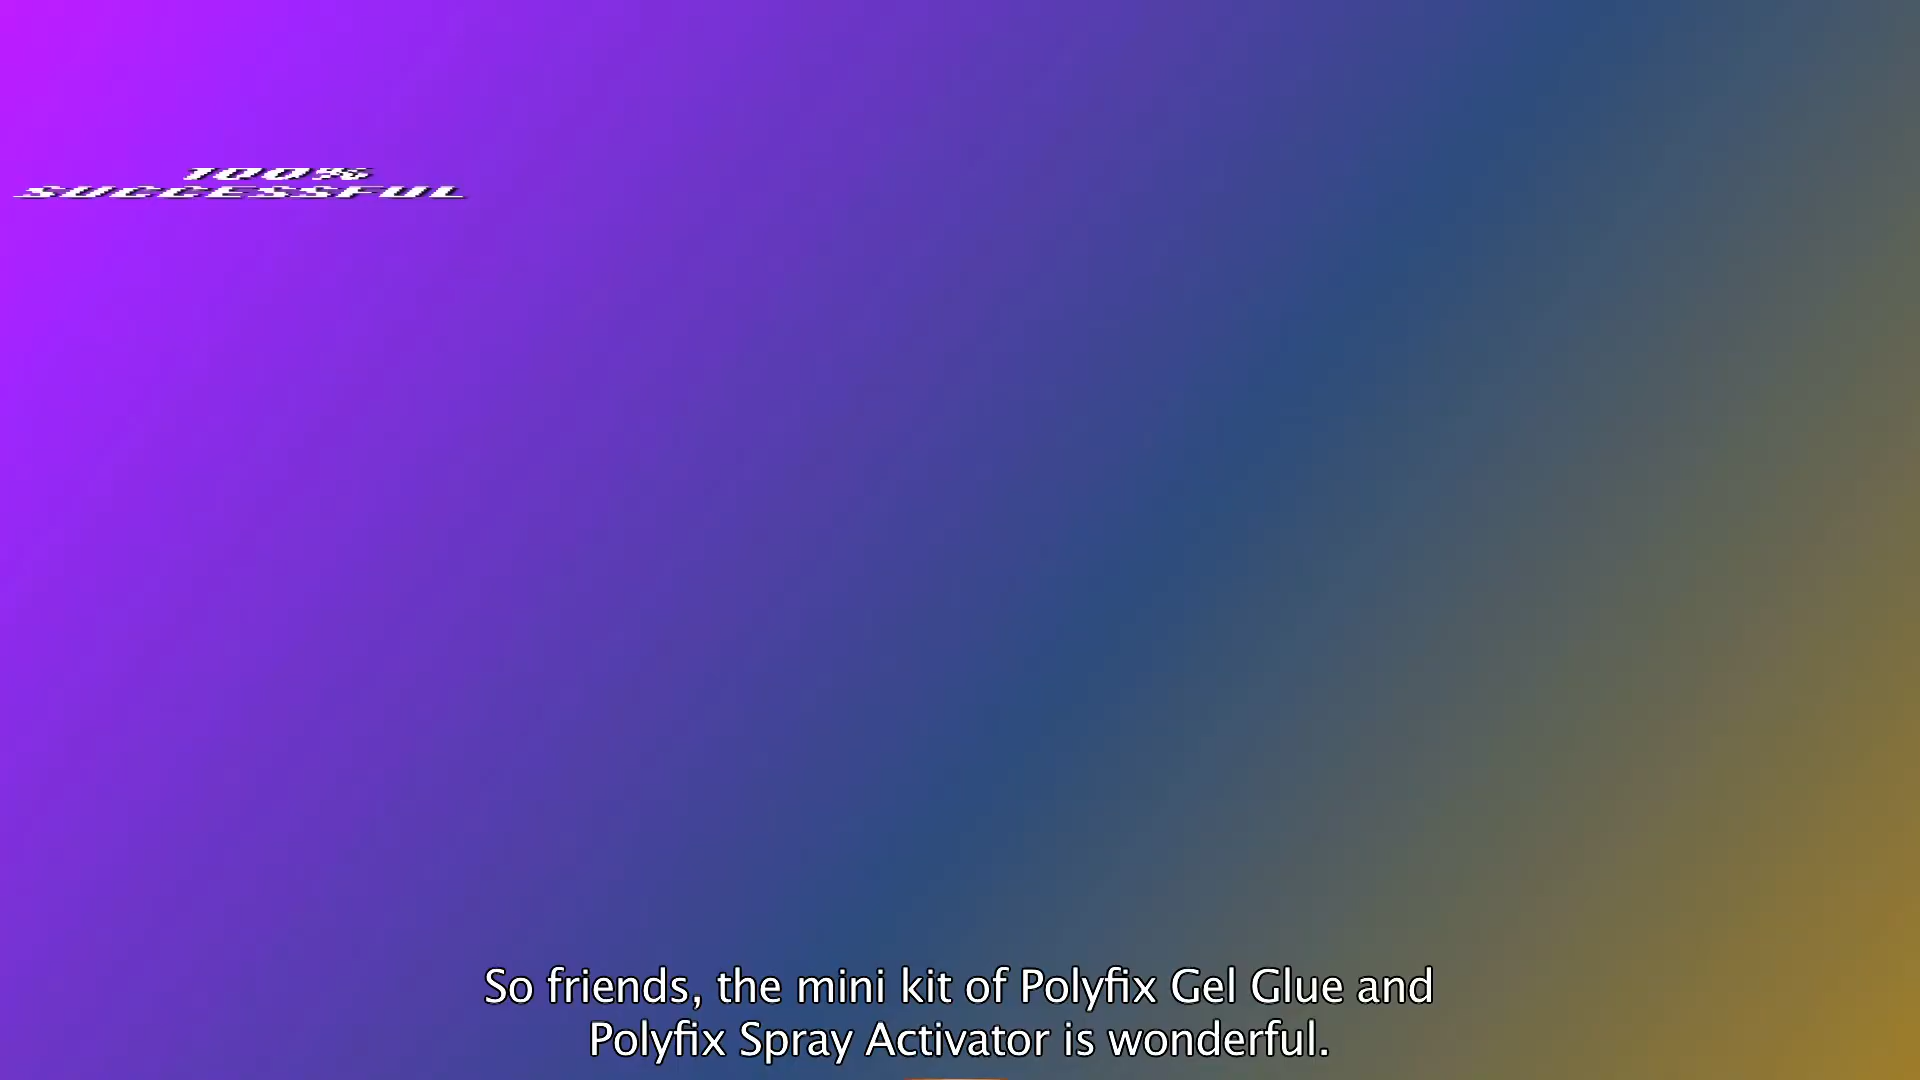 100%
SUCCESSFUL
So friends, the mini kit of Polyfix Gel Glue and
Polyfix Spray Activator is wonderful.